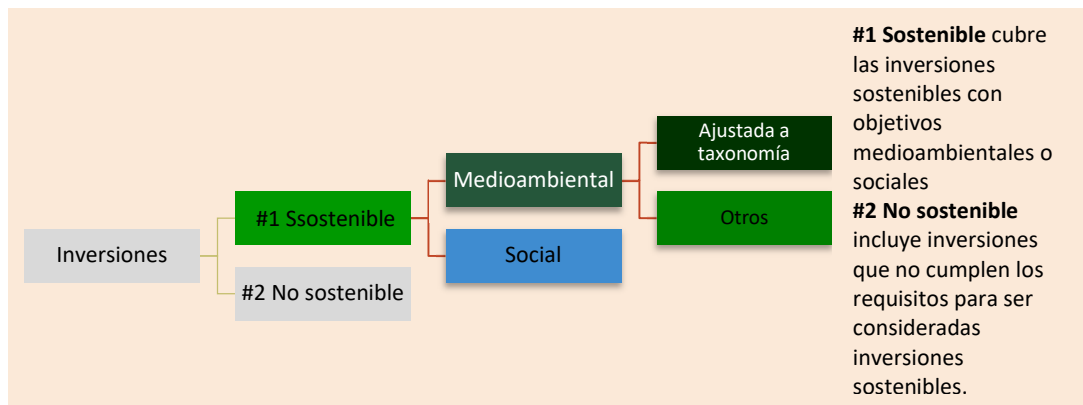 Inversiones
#1 Ssostenible
#2 No sostenible
Medioambiental
Social
Ajustada a
taxonomía
Otros
#1 Sostenible cubre
las inversiones
sostenibles con
objetivos
medioambientales o
sociales
#2 No sostenible
incluye inversiones
que no cumplen los
requisitos para ser
consideradas
inversiones
sostenibles.